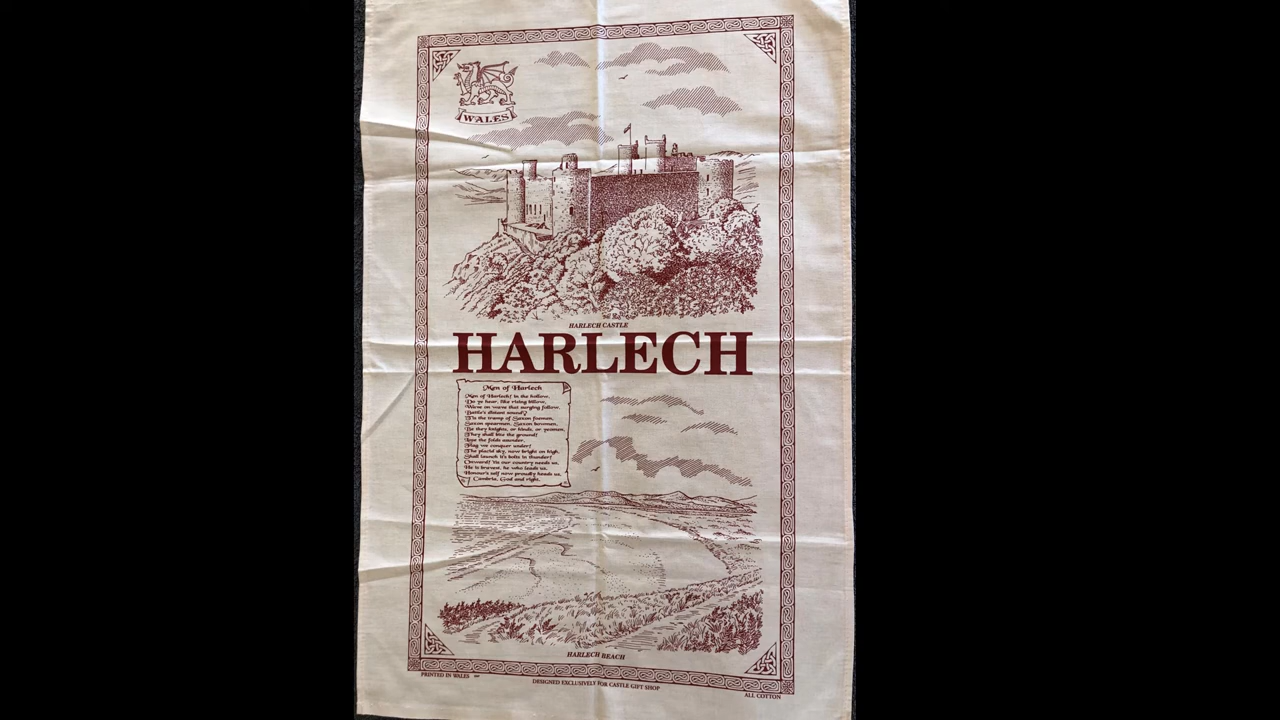 WALES
HARLECH CASTLE
HARLECH
Men of Harlech
Men of Harlech! in the hollow,
Do ye hear, like rising billow,
Wave on wave that surging follow,
Battle's distant sound?
'Tis the tramp of Saxon foemen,
Saxon spearmen, Saxon bowmen,
Be they knights, or hinds, or yeomen,
They shall bite the ground!
Loose the folds asunder,
Flag we conquer under!
The placid sky, now bright on high,
Shall launch it's bolts in thunder!
Onward! 'tis our country needs us,
He is bravest, he who leads us,
Honour's self now proudly heads us,
Cambria, God and right.
HARLECH BEACH
PRINTED IN WALES
DESIGNED EXCLUSIVELY FOR CASTLE GIFT SHOP
ALL COTTON